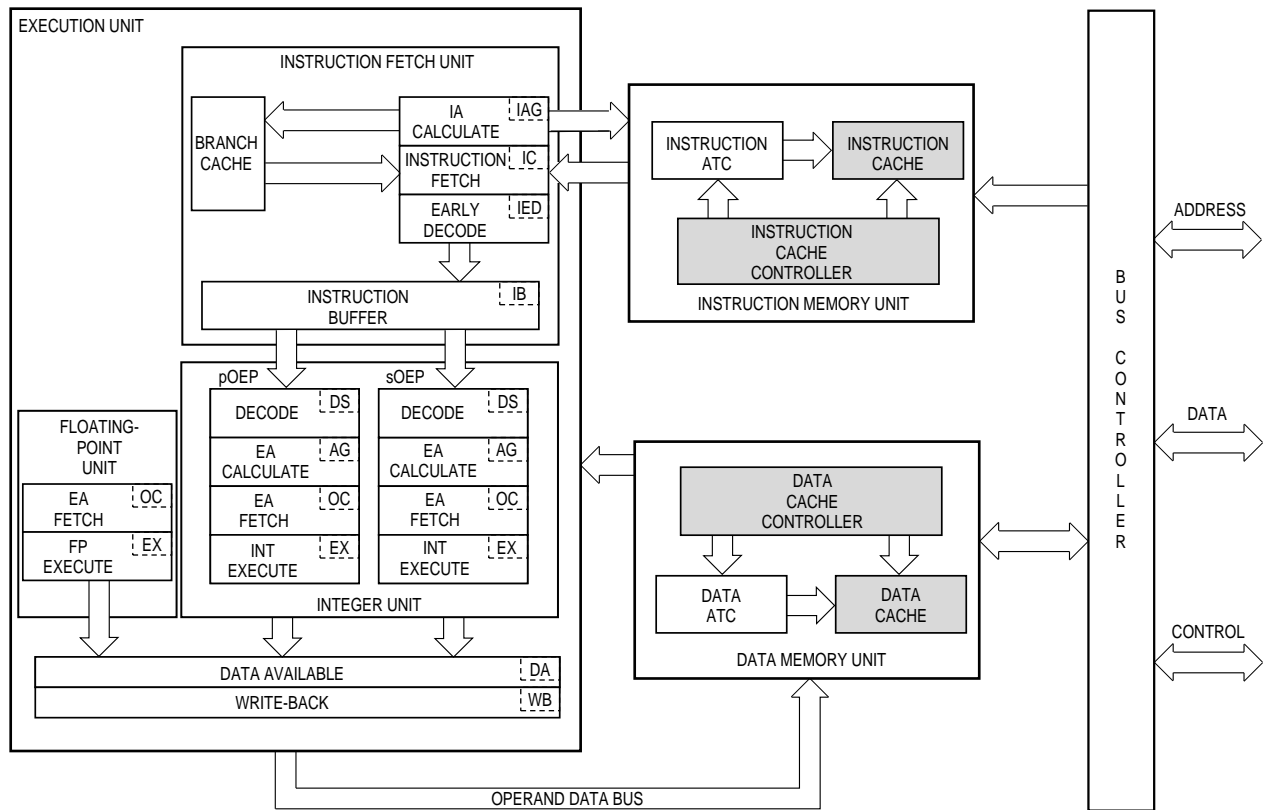 EXECUTION UNIT
INSTRUCTION FETCH UNIT
BRANCH
CACHE
IA
CALCULATE
IAG
INSTRUCTION
FETCH
IC
EARLY
DECODE
IED
INSTRUCTION
BUFFER
IB
pOEP
sOEP
DECODE
DS
EA
CALCULATE
AG
EA
FETCH
OC
INT
EXECUTE
EX
DECODE
DS
EA
CALCULATE
AG
EA
FETCH
OC
INT
EXECUTE
EX
INTEGER UNIT
FLOATING-
POINT
UNIT
EA
FETCH
OC
FP
EXECUTE
EX
DATA AVAILABLE
DA
WRITE-BACK
WB
INSTRUCTION
ATC
INSTRUCTION
CACHE
INSTRUCTION
CACHE
CONTROLLER
INSTRUCTION MEMORY UNIT
DATA
CACHE
CONTROLLER
DATA
ATC
DATA
CACHE
DATA MEMORY UNIT
OPERAND DATA BUS
BUS CONTROLLER
ADDRESS
DATA
CONTROL